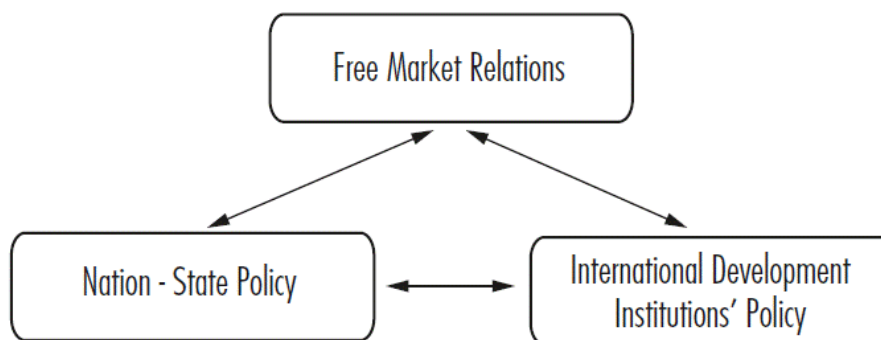 Free Market Relations
Nation - State Policy
International Development
Institutions’ Policy